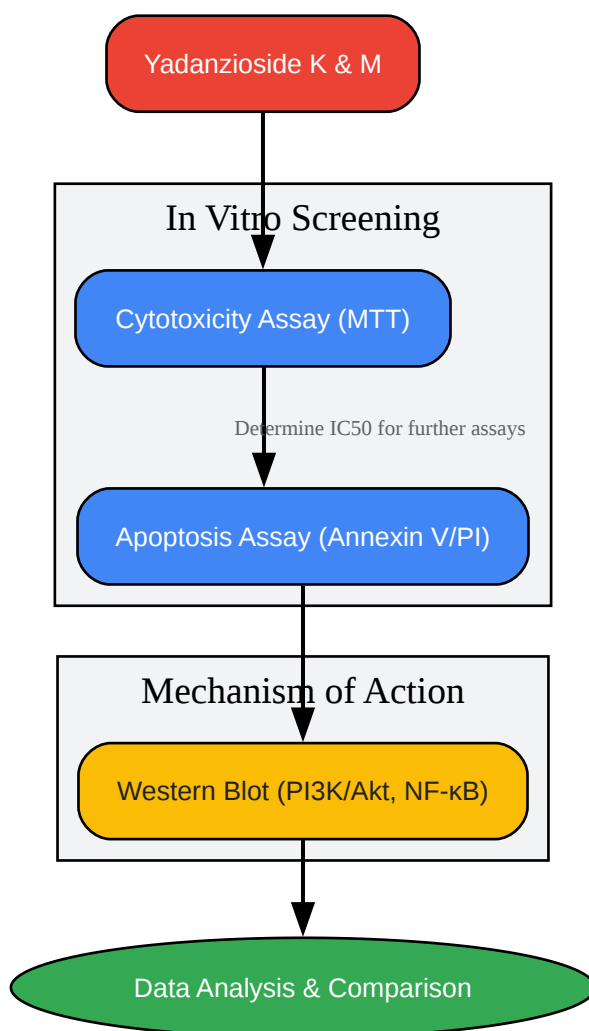 Yadanzioside K & M
In Vitro Screening
Cytotoxicity Assay (MTT)
Determine IC50 for further assays
Apoptosis Assay (Annexin V/PI)
Mechanism of Action
Western Blot (PI3K/Akt, NF-κB)
Data Analysis & Comparison